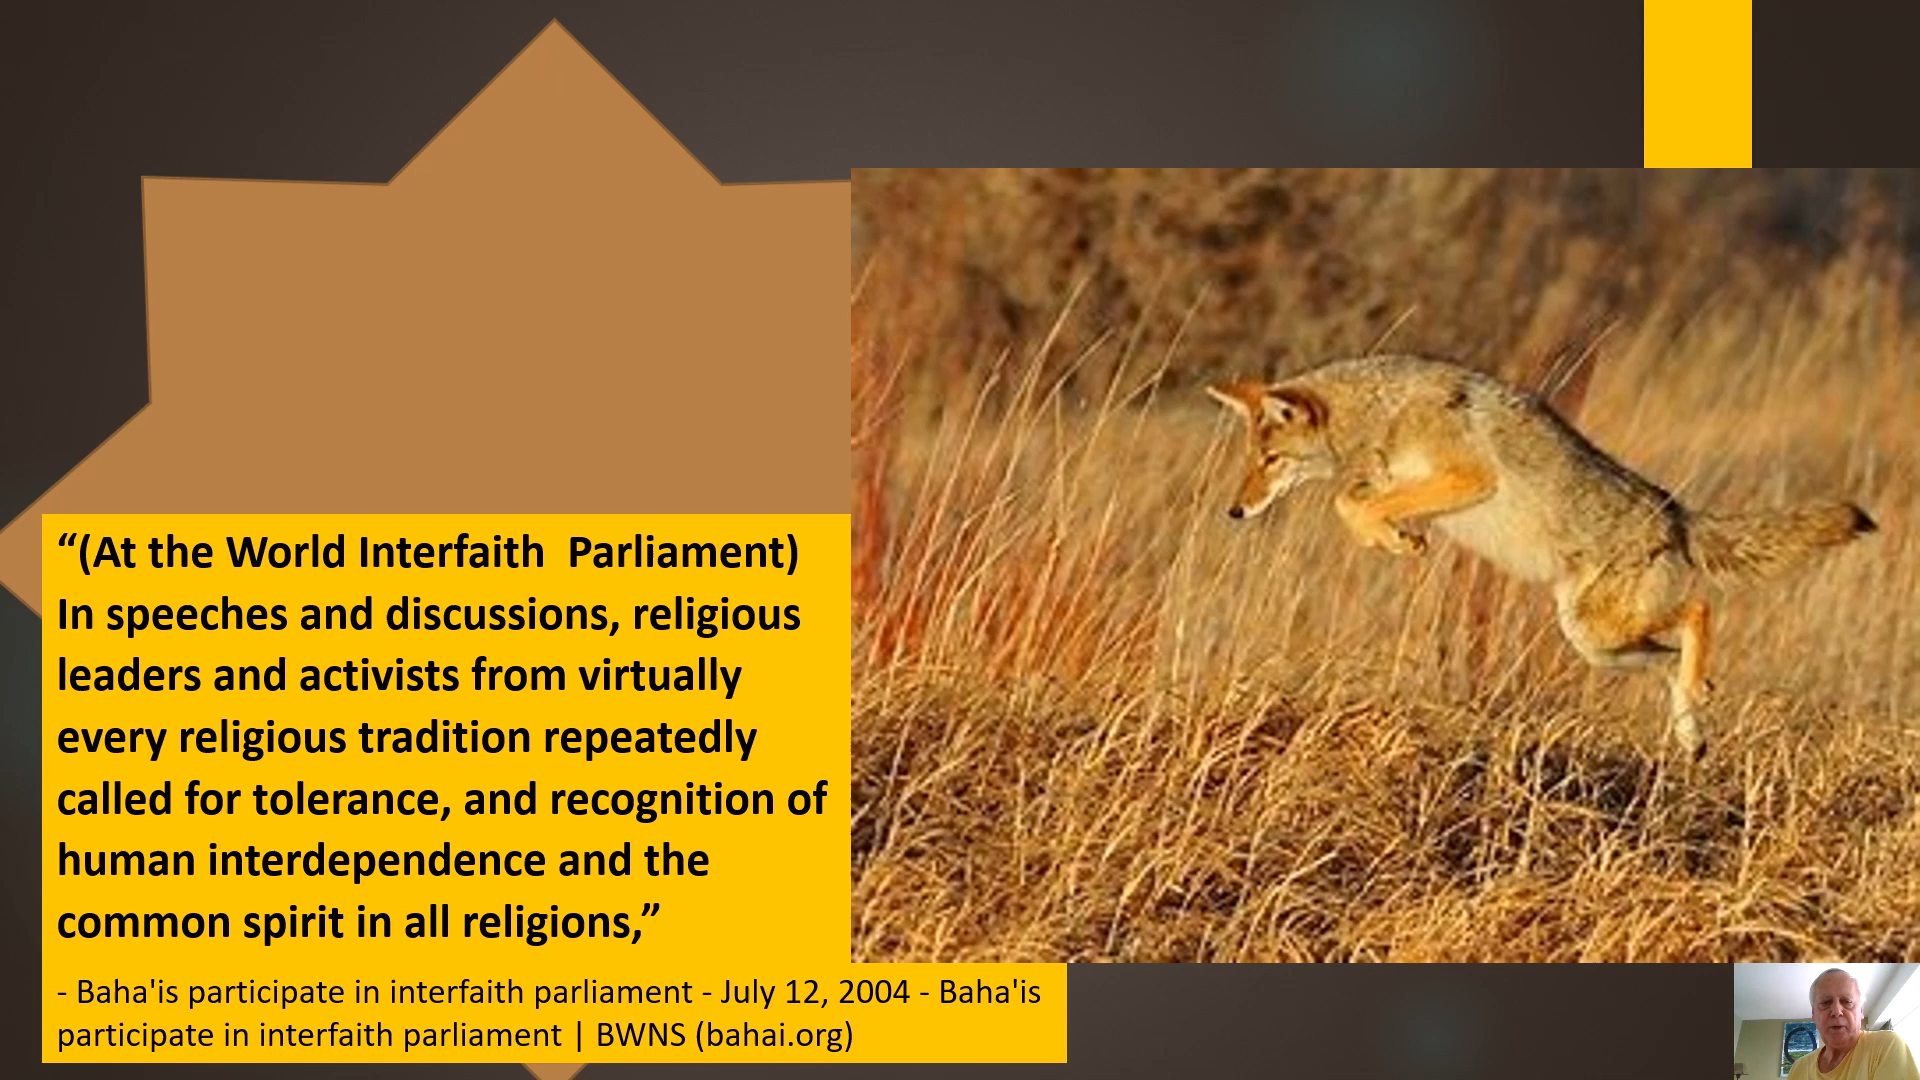 “(At the World Interfaith  Parliament)
In speeches and discussions, religious
leaders and activists from virtually
every religious tradition repeatedly
called for tolerance, and recognition of
human interdependence and the
common spirit in all religions,”
- Baha'is participate in interfaith parliament - July 12, 2004 - Baha'is
participate in interfaith parliament | BWNS (bahai.org)